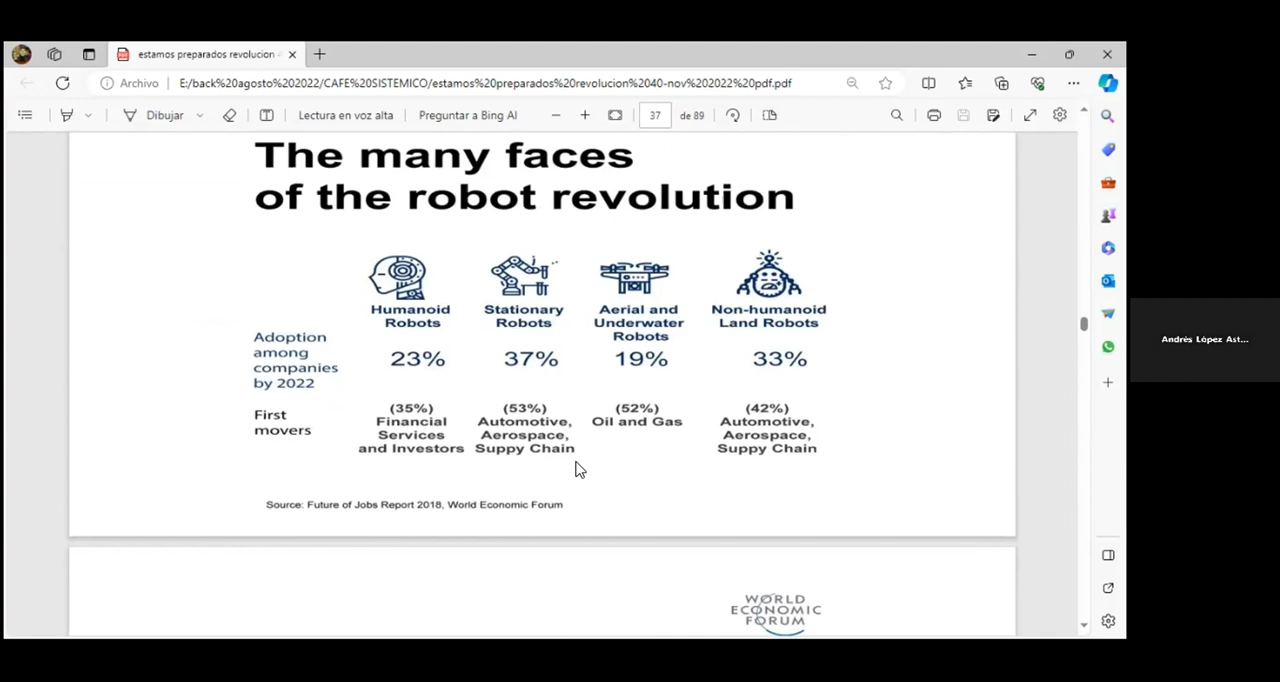 estamos preparados revolucion 4
Archivo
E:/back%20agosto%202022/CAFE%20SISTEMICO/estamos%20preparados%20revolucion%2040-nov%202022%20pdf.pdf
Dibujar
Lectura en voz alta
Preguntar a Bing AI
37
de 89
The many faces
of the robot revolution
Humanoid
Robots
Stationary
Robots
Aerial and
Underwater
Robots
Non-humanoid
Land Robots
Adoption
among
companies
by 2022
23%
37%
19%
33%
First
movers
(35%)
Financial
Services
and Investors
(53%)
Automotive,
Aerospace,
Suppy Chain
(52%)
Oil and Gas
(42%)
Automotive,
Aerospace,
Suppy Chain
Source: Future of Jobs Report 2018, World Economic Forum
WORLD
ECONOMIC
FORUM
Andrés López Ast...